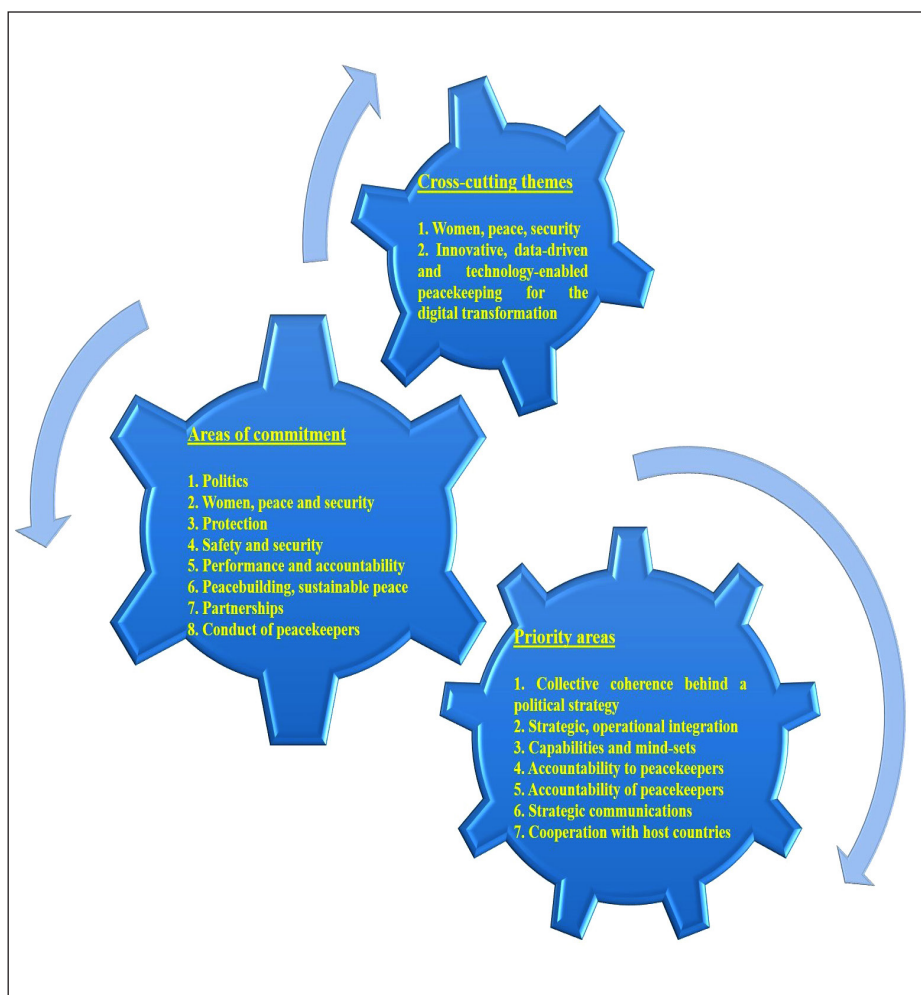 Cross-cutting themes
1. Women, peace, security
2. Innovative, data-driven
and technology-enabled
peacekeeping for the
digital transformation
Areas of commitment
1. Politics
2. Women, peace and security
3. Protection
4. Safety and security
5. Performance and accountability
6. Peacebuilding, sustainable peace
7. Partnerships
8. Conduct of peacekeepers
Priority areas
1. Collective coherence behind a
political strategy
2. Strategic, operational integration
3. Capabilities and mind-sets
4. Accountability to peacekeepers
5. Accountability of peacekeepers
6. Strategic communications
7. Cooperation with host countries